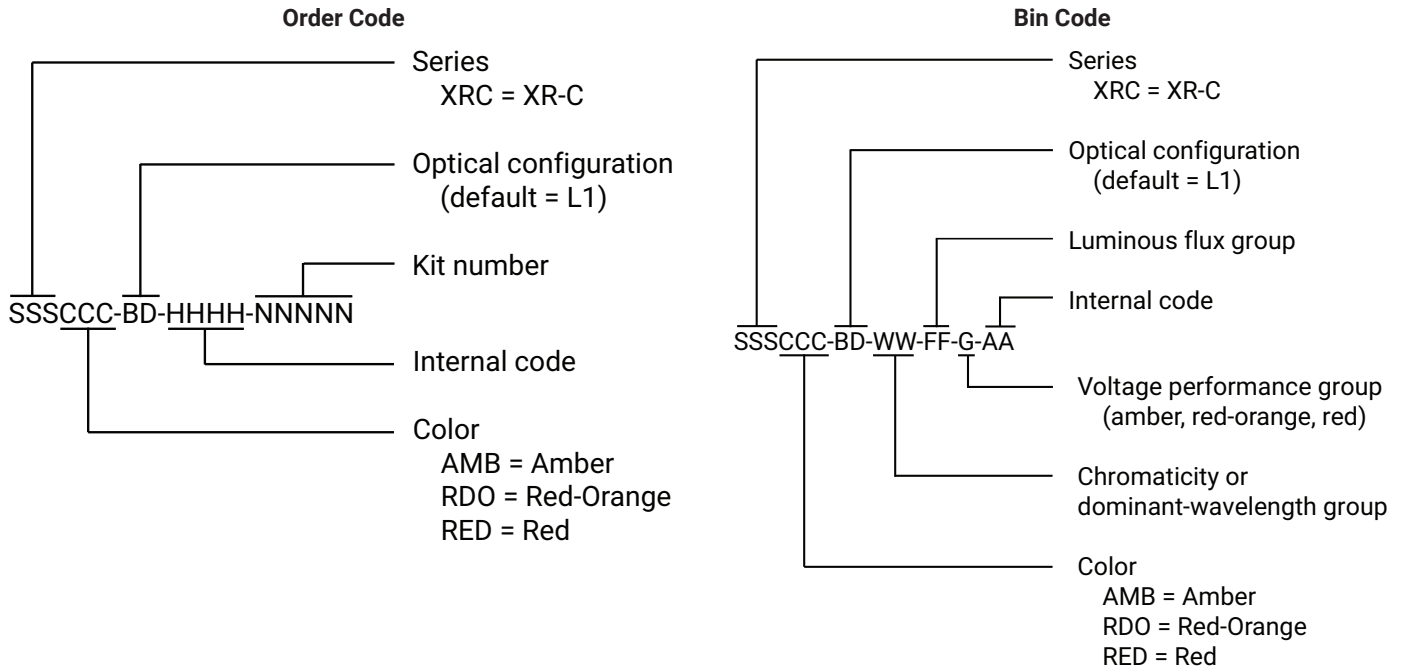 Order Code
Series
XRC = XR-C
Optical configuration
(default = L1)
Kit number
SSSCCC-BD-HHHH-NNNNN
Internal code
Color
AMB = Amber
RDO = Red-Orange
RED = Red
Bin Code
Series
XRC = XR-C
Optical configuration
(default = L1)
Luminous flux group
Internal code
SSSCCC-BD-WW-FF-G-AA
Voltage performance group
(amber, red-orange, red)
Chromaticity or
dominant-wavelength group
Color
AMB = Amber
RDO = Red-Orange
RED = Red